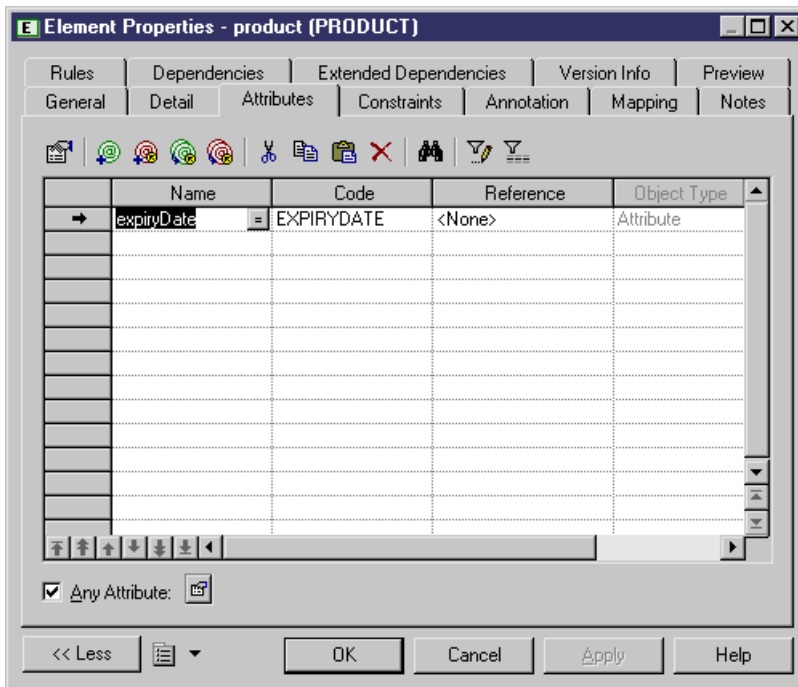 Element Properties - product (PRODUCT)
Rules Dependencies Extended Dependencies Version Info Preview
General Detail Attributes Constraints Annotation Mapping Notes
Name Code Reference Object Type
expiryDate = EXPIRYDATE <None> Attribute
Any Attribute:
<< Less OK Cancel Apply Help